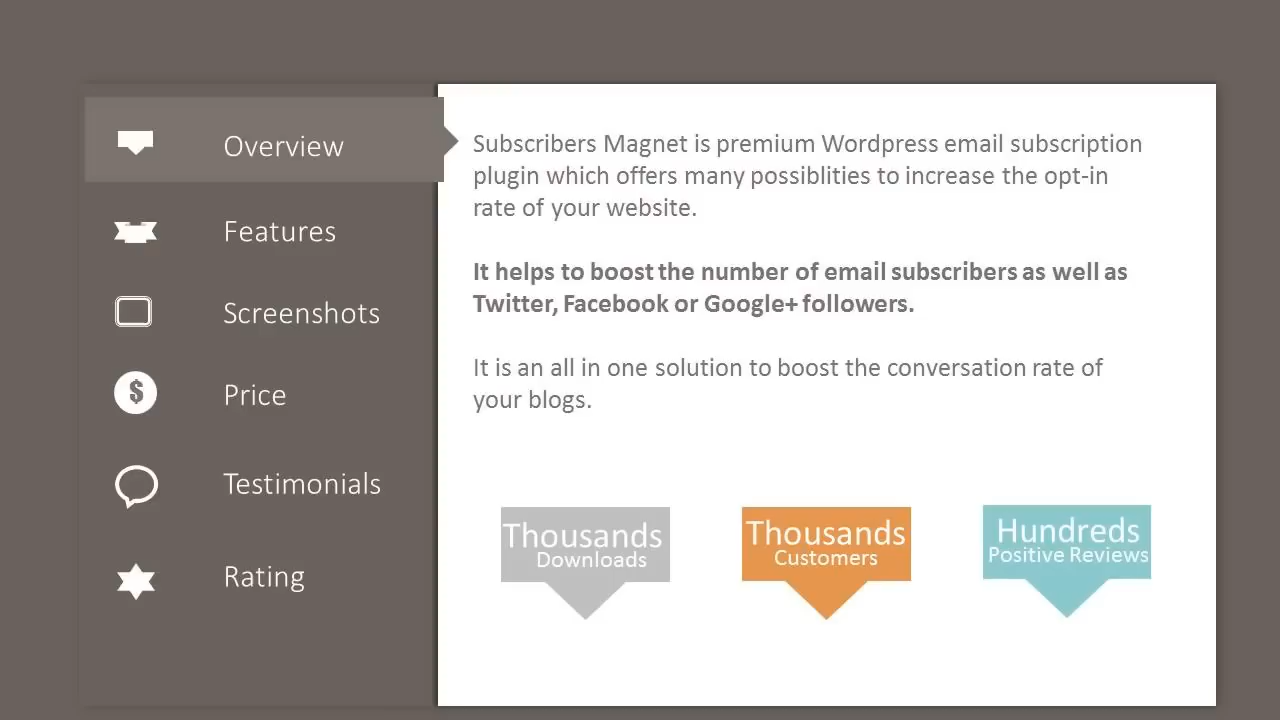 Overview
Features
Screenshots
$
Price
Testimonials
Rating
Subscribers Magnet is premium Wordpress email subscription
plugin which offers many possiblities to increase the opt-in
rate of your website.
It helps to boost the number of email subscribers as well as
Twitter, Facebook or Google+ followers.
It is an all in one solution to boost the conversation rate of
your blogs.
Thousands
Downloads
Thousands
Customers
Hundreds
Positive Reviews